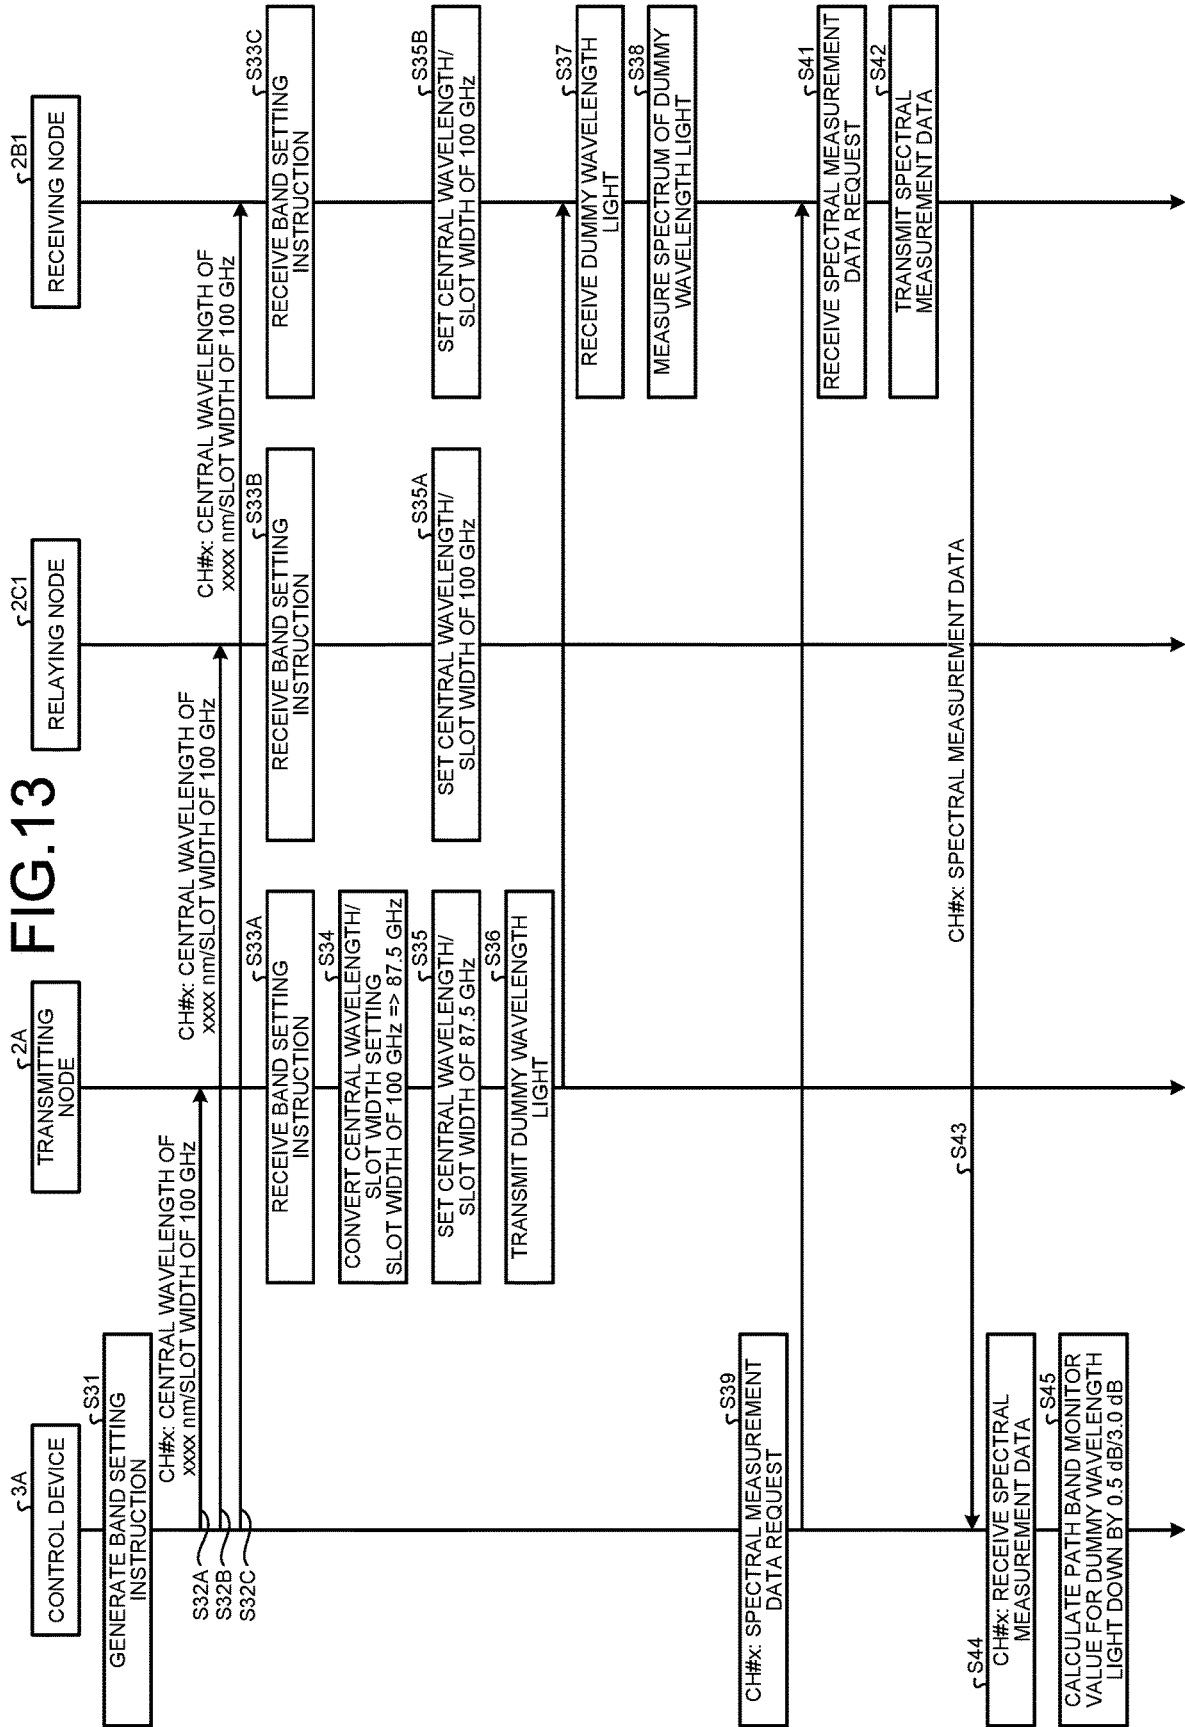 FIG.13
3A
CONTROL DEVICE
2A
TRANSMITTING
NODE
2C1
RELAYING NODE
2B1
RECEIVING NODE
S31
GENERATE BAND SETTING
INSTRUCTION
CH#x: CENTRAL WAVELENGTH OF
xxxx nm/SLOT WIDTH OF 100 GHz
CH#x: CENTRAL WAVELENGTH OF
xxxx nm/SLOT WIDTH OF 100 GHz
CH#x: CENTRAL WAVELENGTH OF
xxxx nm/SLOT WIDTH OF 100 GHz
S32A
S32B
S32C
S33A
RECEIVE BAND SETTING
INSTRUCTION
S33B
RECEIVE BAND SETTING
INSTRUCTION
S33C
RECEIVE BAND SETTING
INSTRUCTION
S34
CONVERT CENTRAL WAVELENGTH/
SLOT WIDTH SETTING
SLOT WIDTH OF 100 GHz => 87.5 GHz
S35
SET CENTRAL WAVELENGTH/
SLOT WIDTH OF 87.5 GHz
S35A
SET CENTRAL WAVELENGTH/
SLOT WIDTH OF 100 GHz
S35B
SET CENTRAL WAVELENGTH/
SLOT WIDTH OF 100 GHz
S36
TRANSMIT DUMMY WAVELENGTH
LIGHT
S37
RECEIVE DUMMY WAVELENGTH
LIGHT
S38
MEASURE SPECTRUM OF DUMMY
WAVELENGTH LIGHT
S39
CH#x: SPECTRAL MEASUREMENT
DATA REQUEST
S41
RECEIVE SPECTRAL MEASUREMENT
DATA REQUEST
S42
TRANSMIT SPECTRAL
MEASUREMENT DATA
S43
CH#x: SPECTRAL MEASUREMENT DATA
S44
CH#x: RECEIVE SPECTRAL
MEASUREMENT DATA
S45
CALCULATE PATH BAND MONITOR
VALUE FOR DUMMY WAVELENGTH
LIGHT DOWN BY 0.5 dB/3.0 dB